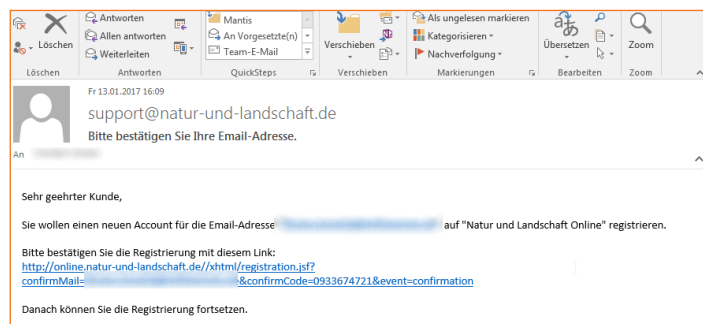 Löschen
Antworten
Allen antworten
Weiterleiten
Mantis
An Vorgesetzte(n)
Team-E-Mail
Verschieben
Als ungelesen markieren
Kategorisieren
Nachverfolgung
Übersetzen
Zoom
Löschen Antworten QuickSteps Verschieben Markierungen Bearbeiten Zoom
Fr 13.01.2017 16:09
support@natur-und-landschaft.de
Bitte bestätigen Sie Ihre Email-Adresse.
An
Sehr geehrter Kunde,
Sie wollen einen neuen Account für die Email-Adresse auf "Natur und Landschaft Online" registrieren.
Bitte bestätigen Sie die Registrierung mit diesem Link:
http://online.natur-und-landschaft.de//xhtml/registration.jsf?
confirmMail= &confirmCode=0933674721&event=confirmation
Danach können Sie die Registrierung fortsetzen.